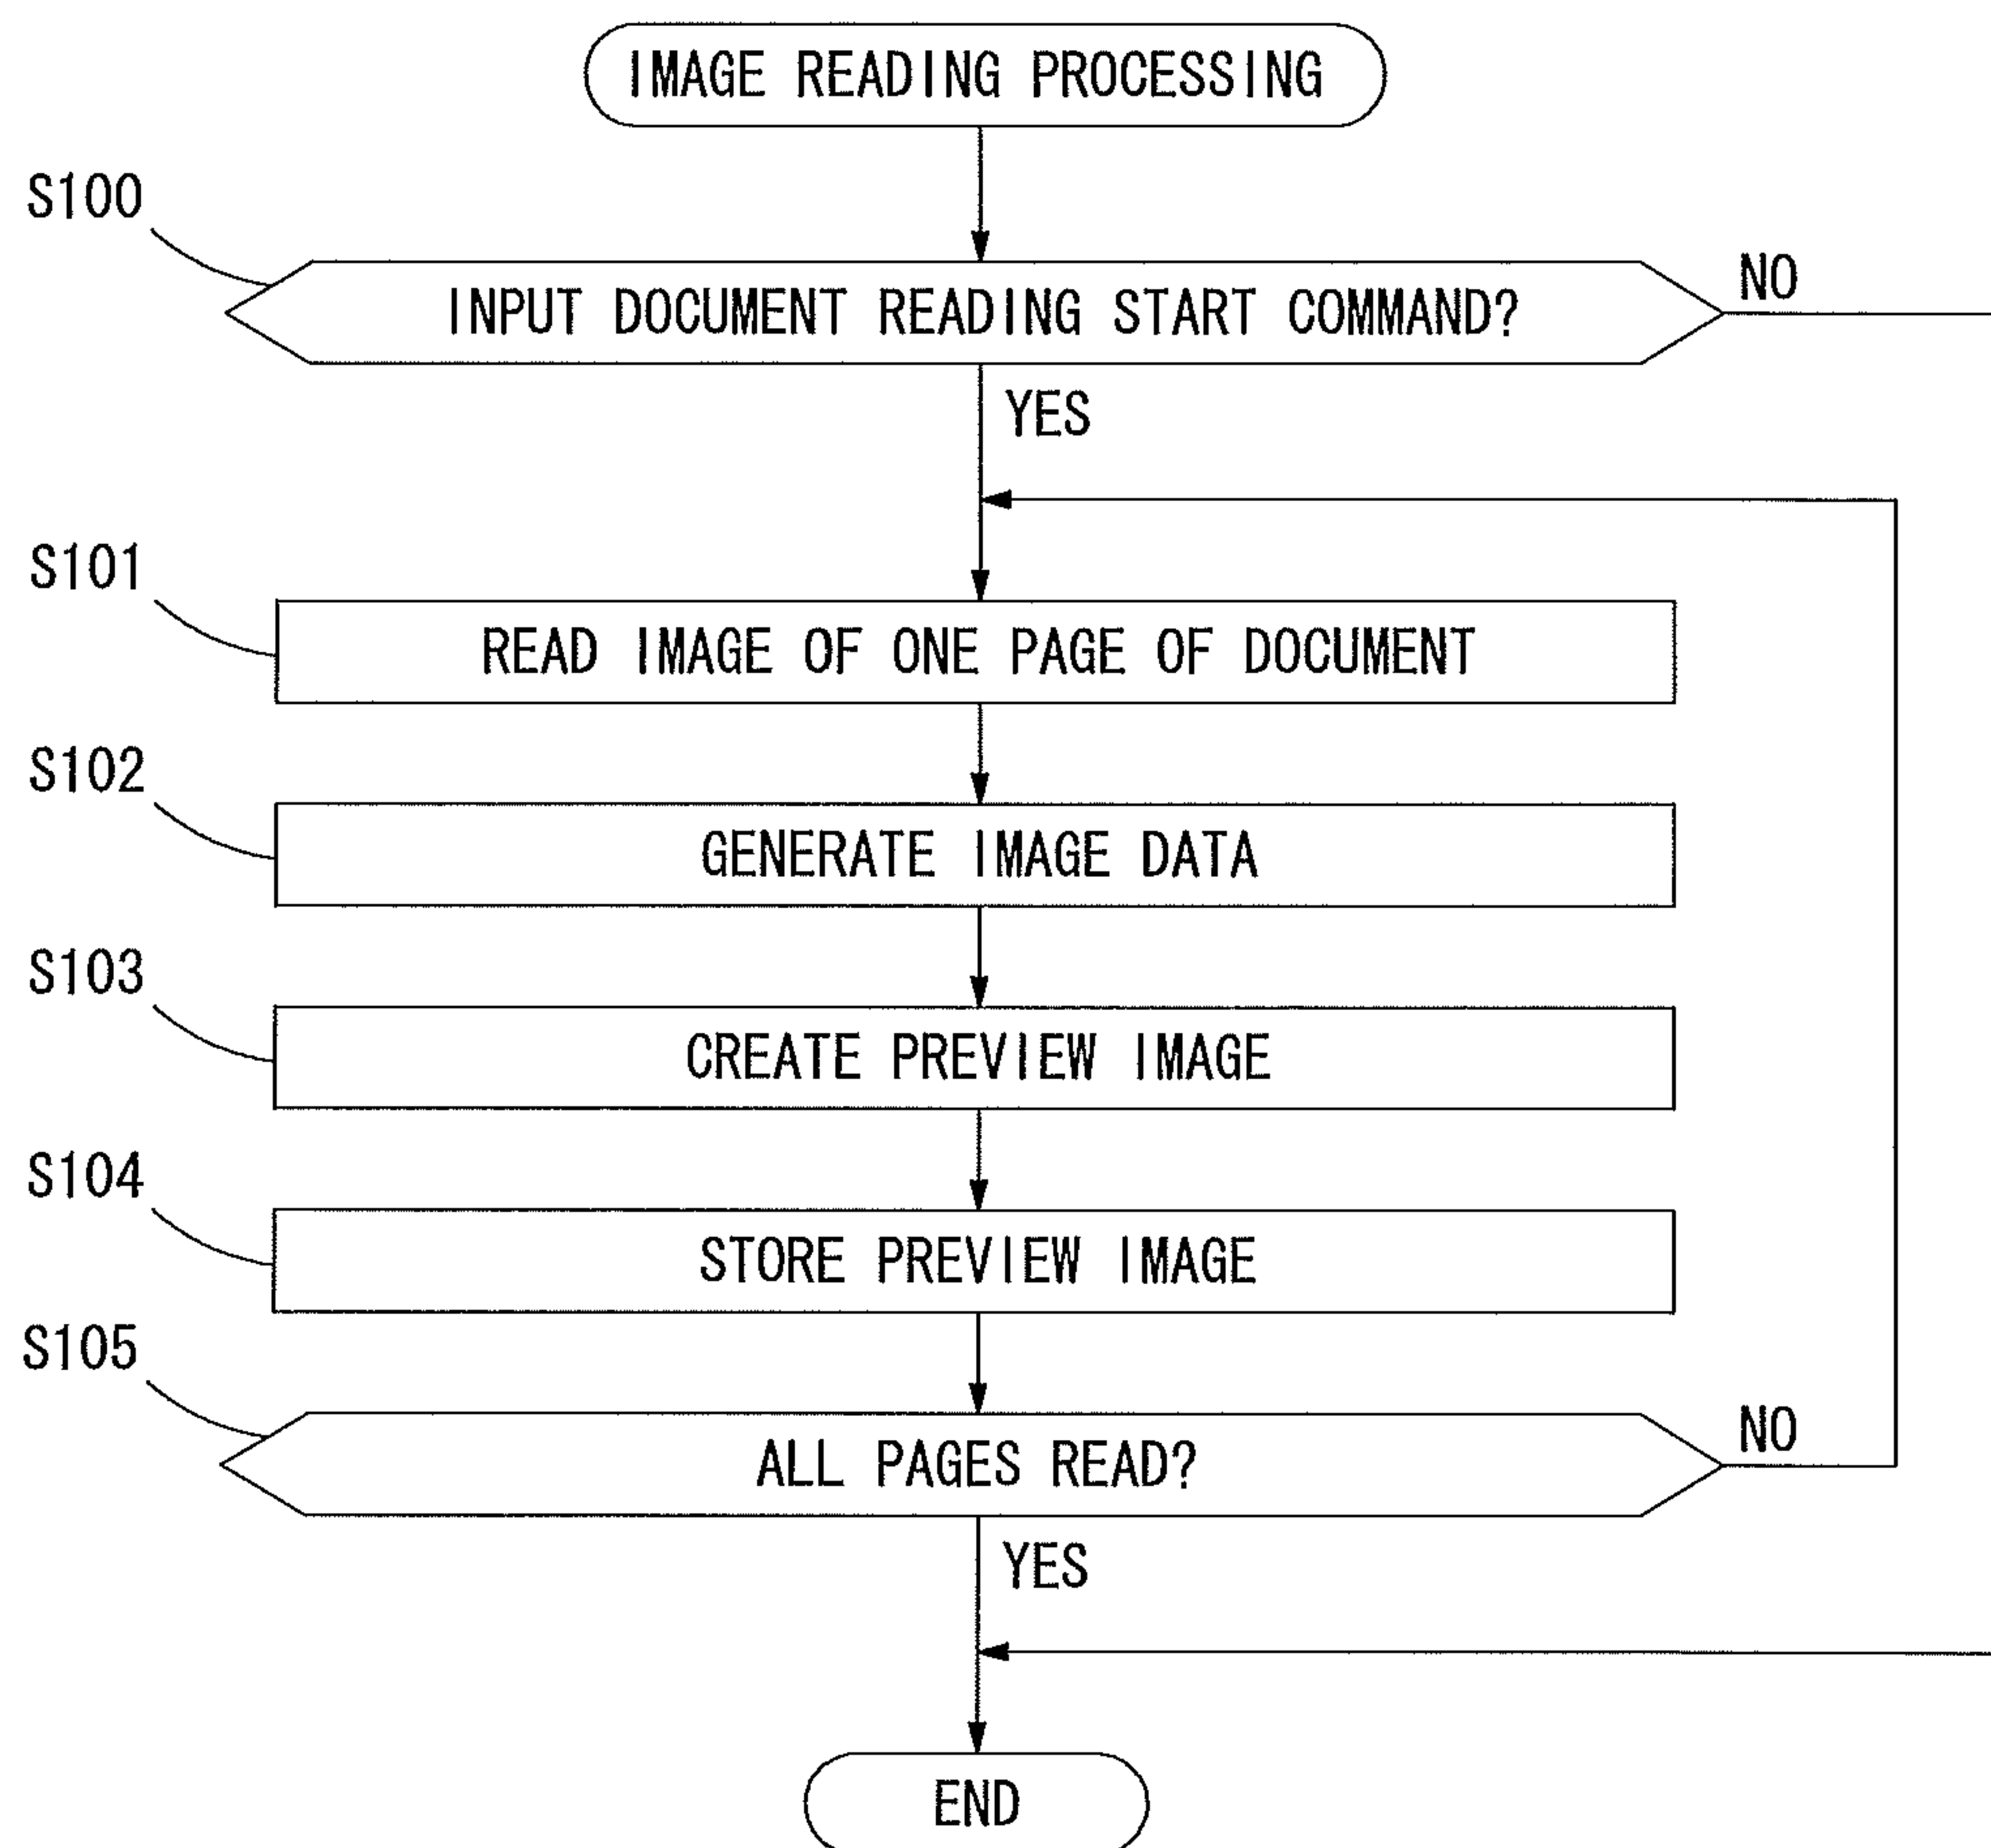 IMAGE READING PROCESSING
S100
INPUT DOCUMENT READING START COMMAND?
NO
YES
S101
READ IMAGE OF ONE PAGE OF DOCUMENT
S102
GENERATE IMAGE DATA
S103
CREATE PREVIEW IMAGE
S104
STORE PREVIEW IMAGE
S105
ALL PAGES READ?
NO
YES
END